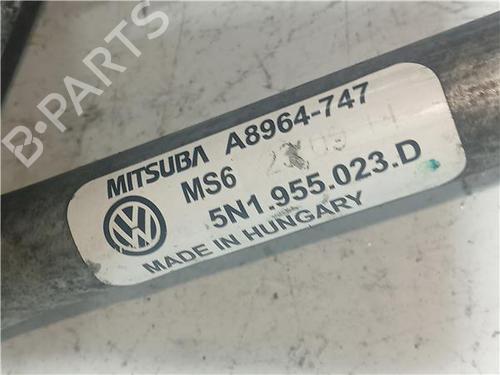 B-PARTS
MITSUBA A8964-747
MS6
5N1.955.023.D
MADE IN HUNGARY